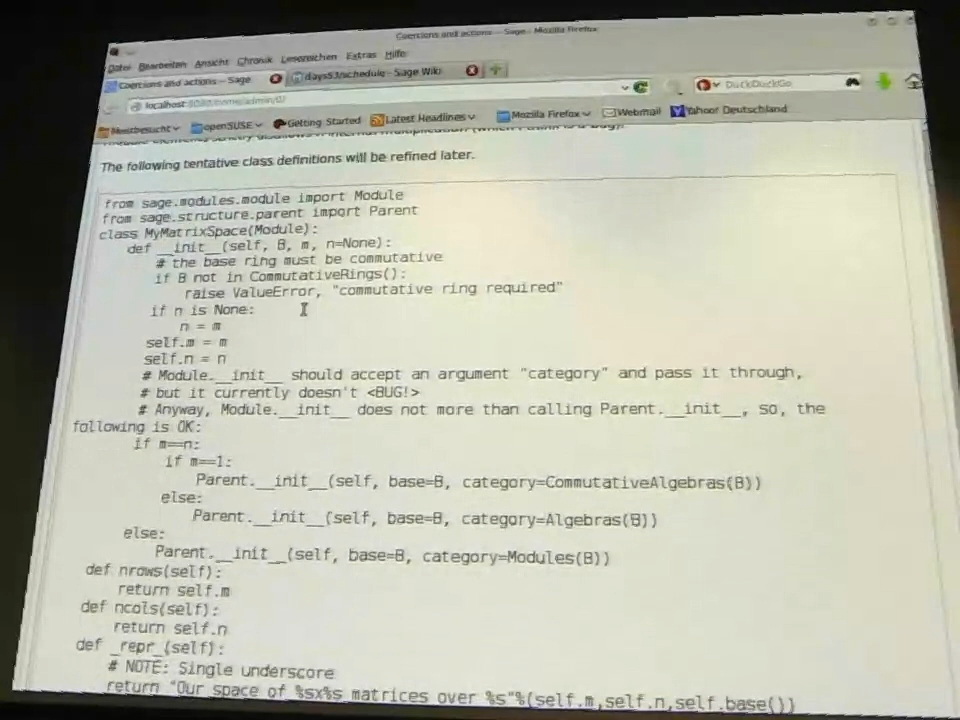 Coercions and actions - Sage - Mozilla Firefox
Datei Bearbeiten Ansicht Chronik Lesezeichen Extras Hilfe
Coercions and actions - Sage days53/schedule - Sage Wiki
localhost:8080/home/admin/0/ DuckDuckGo
Meistbesucht openSUSE Getting Started Latest Headlines Mozilla Firefox Webmail Yahoo! Deutschland
The following tentative class definitions will be refined later.
from sage.modules.module import Module
from sage.structure.parent import Parent
class MyMatrixSpace(Module):
def __init__(self, B, m, n=None):
# the base ring must be commutative
if B not in CommutativeRings():
raise ValueError, "commutative ring required"
if n is None:
n = m
self.m = m
self.n = n
# Module.__init__ should accept an argument "category" and pass it through,
# but it currently doesn't <BUG!>
# Anyway, Module.__init__ does not more than calling Parent.__init__, so, the
following is OK:
if m==n:
if m==1:
Parent.__init__(self, base=B, category=CommutativeAlgebras(B))
else:
Parent.__init__(self, base=B, category=Algebras(B))
else:
Parent.__init__(self, base=B, category=Modules(B))
def nrows(self):
return self.m
def ncols(self):
return self.n
def _repr_(self):
# NOTE: Single underscore
return "Our space of %sx%s matrices over %s"%(self.m,self.n,self.base())